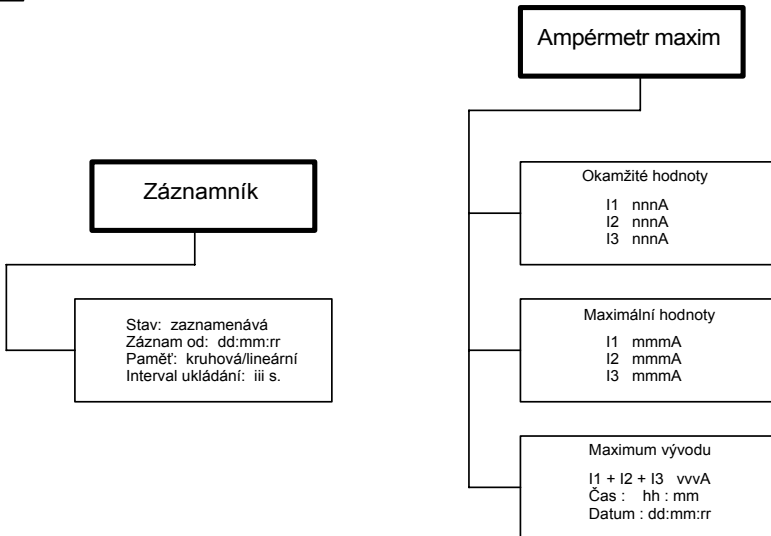 Záznamník
Stav: zaznamenává
Záznam od: dd:mm:rr
Paměť: kruhová/lineární
Interval ukládání: iii s.
Ampérmetr maxim
Okamžité hodnoty
I1 nnnA
I2 nnnA
I3 nnnA
Maximální hodnoty
I1 mmmA
I2 mmmA
I3 mmmA
Maximum vývodu
I1 + I2 + I3 vvvA
Čas : hh : mm
Datum : dd:mm:rr